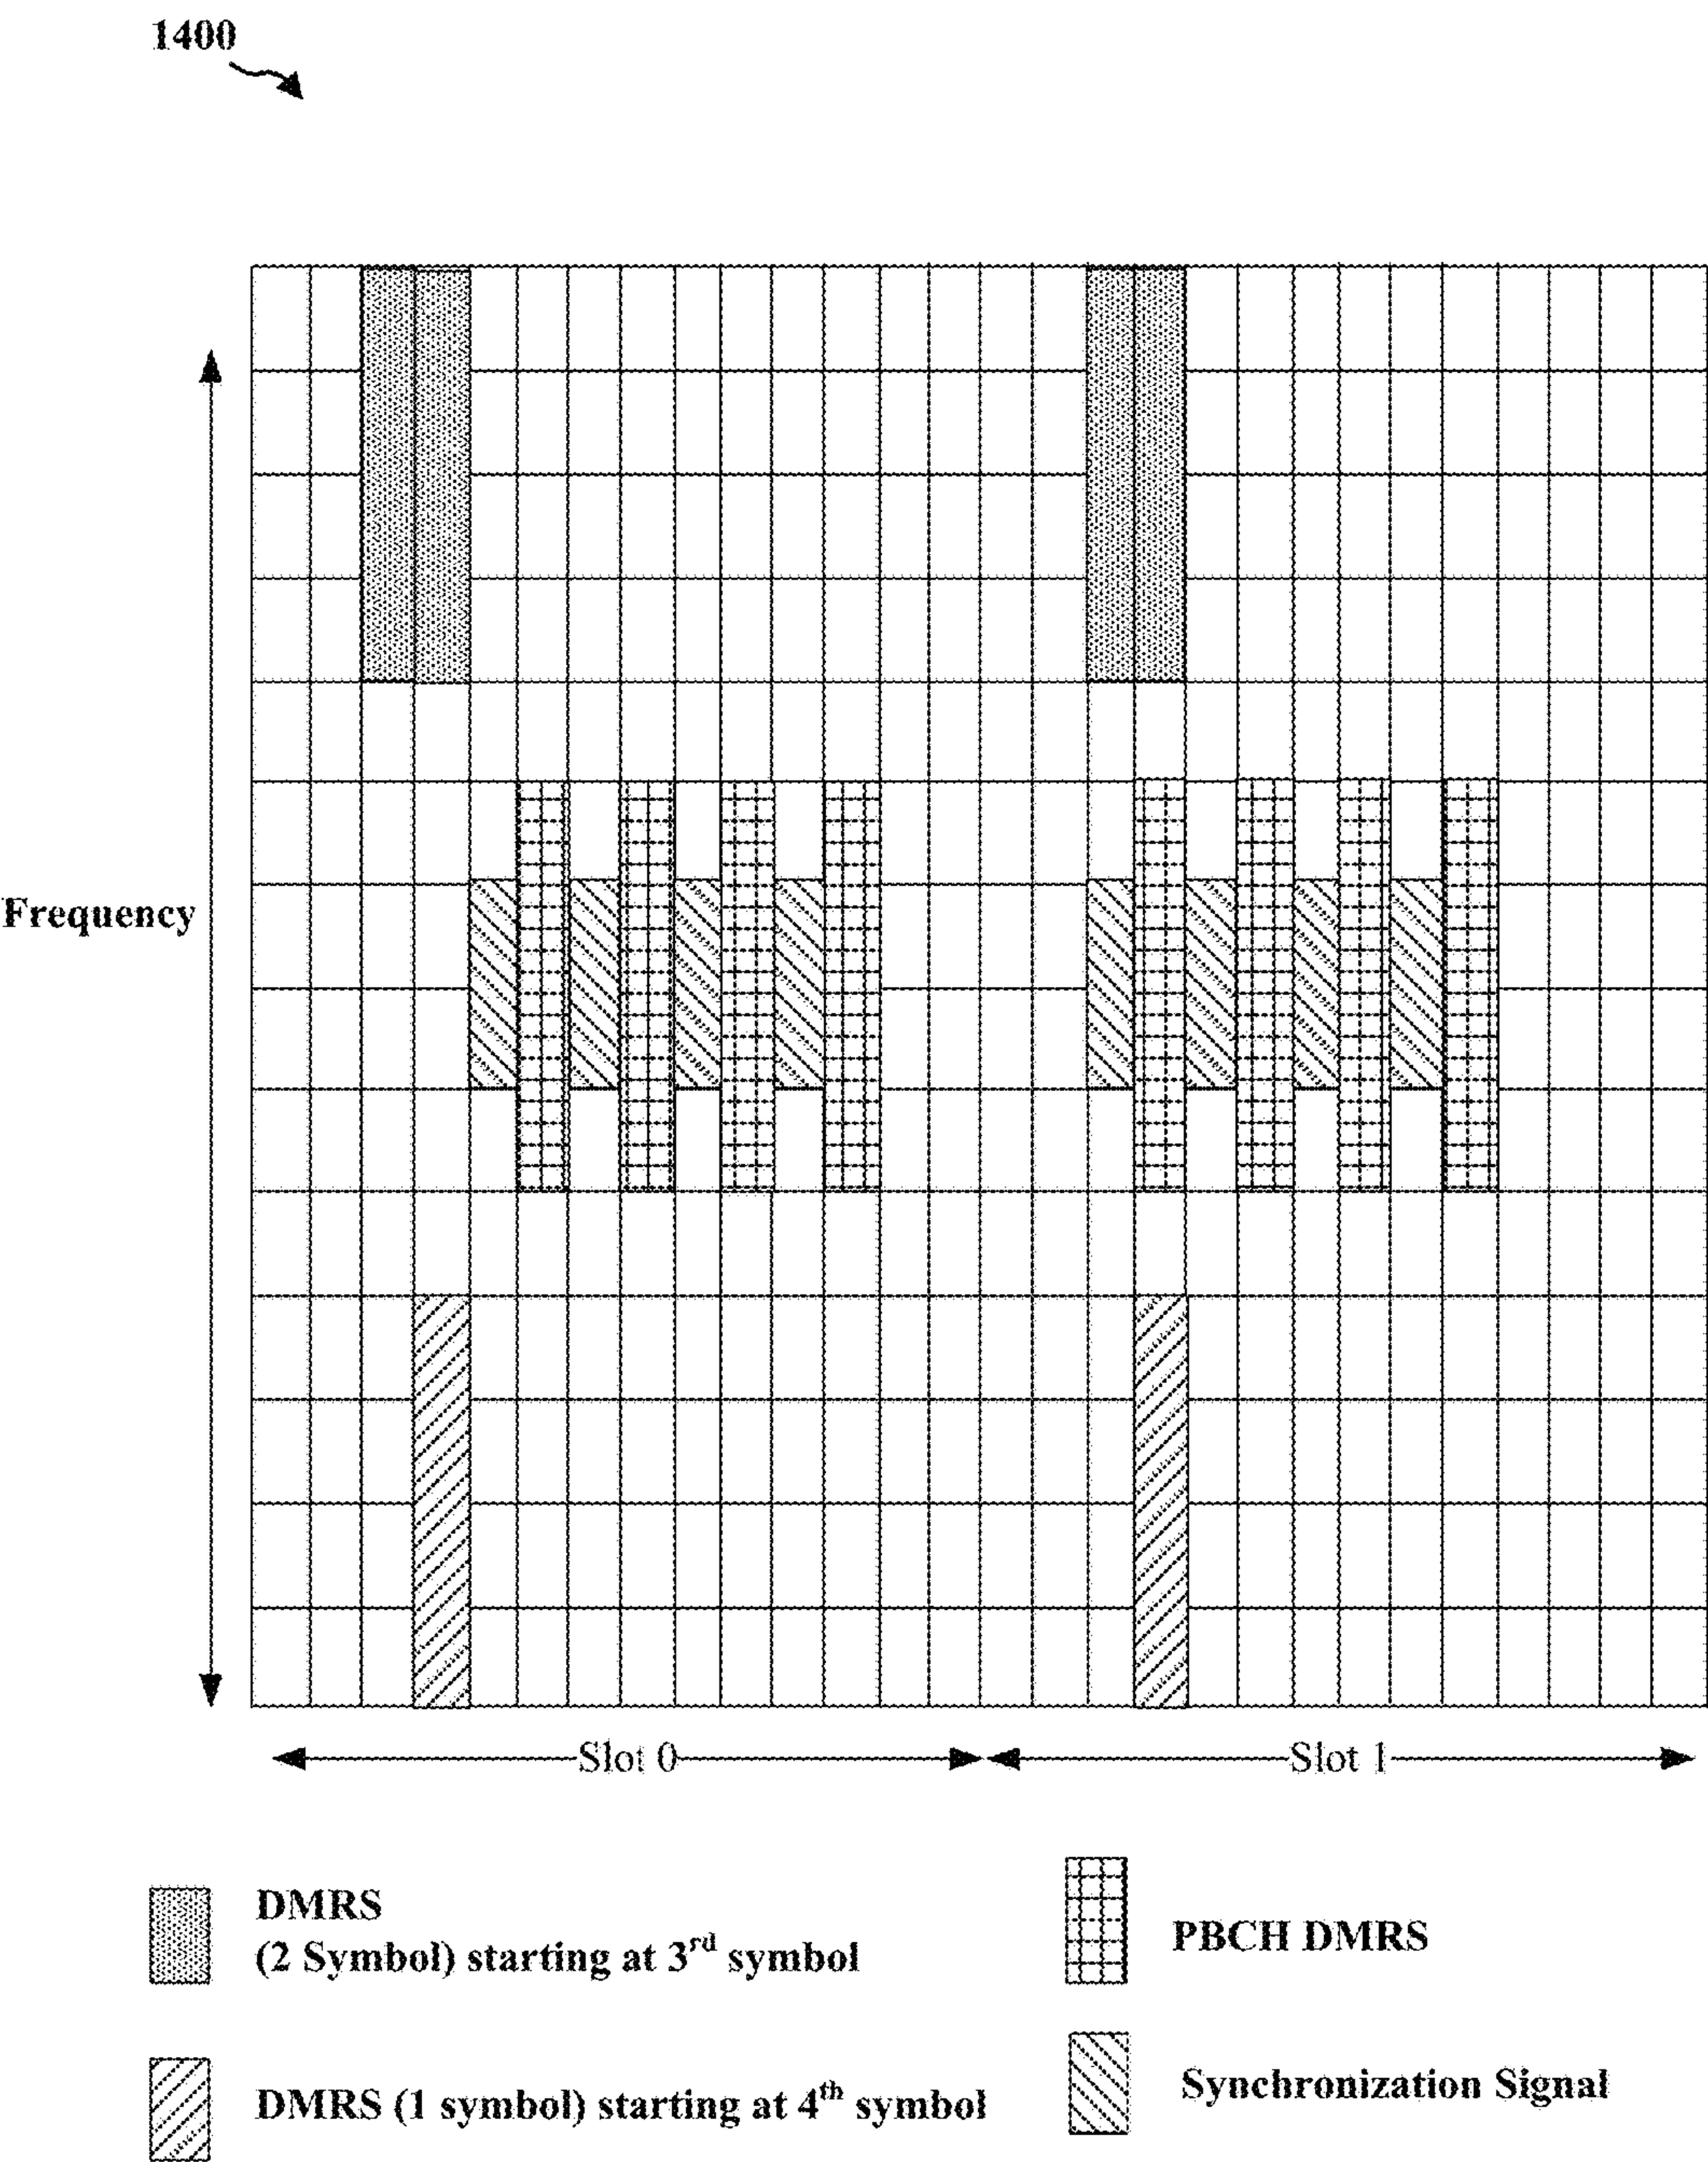 1400
Frequency
Slot 0
Slot 1
DMRS
(2 Symbol) starting at 3rd symbol
PBCH DMRS
DMRS (1 symbol) starting at 4th symbol
Synchronization Signal